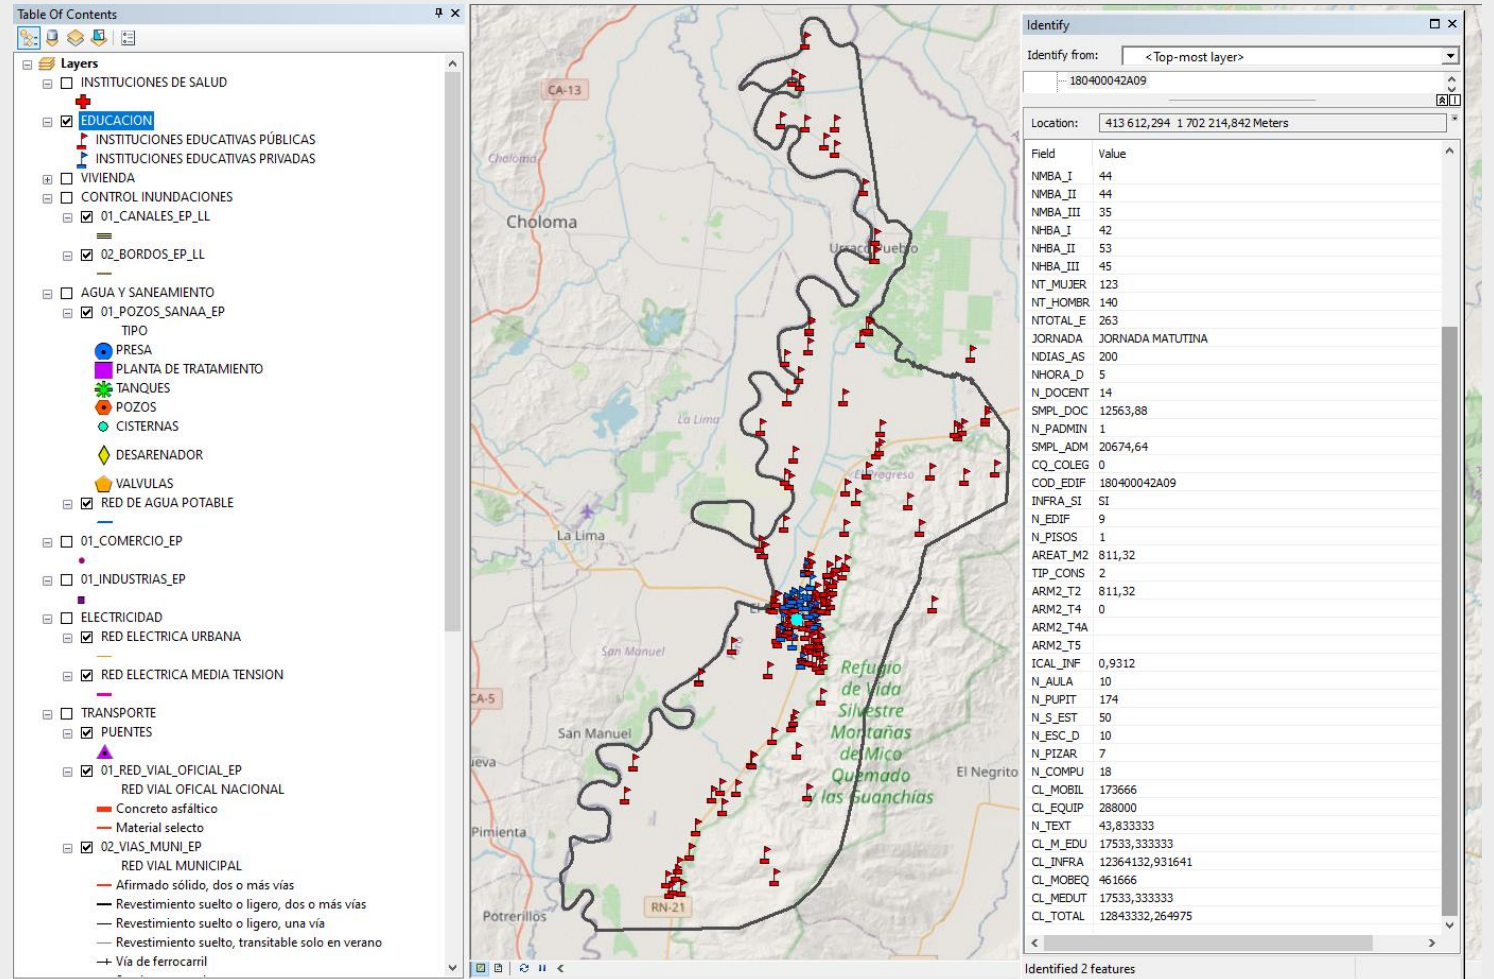 Table Of Contents
Layers
INSTITUCIONES DE SALUD
EDUCACION
INSTITUCIONES EDUCATIVAS PÚBLICAS
INSTITUCIONES EDUCATIVAS PRIVADAS
VIVIENDA
CONTROL INUNDACIONES
01_CANALES_EP_LL
02_BORDOS_EP_LL
AGUA Y SANEAMIENTO
01_POZOS_SANAA_EP
TIPO
PRESA
PLANTA DE TRATAMIENTO
TANQUES
POZOS
CISTERNAS
DESARENADOR
VALVULAS
RED DE AGUA POTABLE
01_COMERCIO_EP
01_INDUSTRIAS_EP
ELECTRICIDAD
RED ELECTRICA URBANA
RED ELECTRICA MEDIA TENSION
TRANSPORTE
PUENTES
01_RED_VIAL_OFICIAL_EP
RED VIAL OFICAL NACIONAL
Concreto asfáltico
Material selecto
02_VIAS_MUNI_EP
RED VIAL MUNICIPAL
Afirmado sólido, dos o más vías
Revestimiento suelto o ligero, dos o más vías
Revestimiento suelto o ligero, una vía
Revestimiento suelto, transitable solo en verano
Vía de ferrocarril
CA-13
Choloma
Choloma
Urraco Pueblo
La Lima
El Progreso
La Lima
San Manuel
CA-5
Refugio
de Vida
Silvestre
Montañas
de Mico
Quemado
y las Guanchías
San Manuel
El Negrito
Pimienta
RN-21
Potrerillos
Identify
Identify from: <Top-most layer>
180400042A09
Location: 413 612,294 1 702 214,842 Meters
Field Value
NMBA_I 44
NMBA_II 44
NMBA_III 35
NHBA_I 42
NHBA_II 53
NHBA_III 45
NT_MUJER 123
NT_HOMBR 140
NTOTAL_E 263
JORNADA JORNADA MATUTINA
NDIAS_AS 200
NHORA_D 5
N_DOCENT 14
SMPL_DOC 12563,88
N_PADMIN 1
SMPL_ADM 20674,64
CQ_COLEG 0
COD_EDIF 180400042A09
INFRA_SI SI
N_EDIF 9
N_PISOS 1
AREAT_M2 811,32
TIP_CONS 2
ARM2_T2 811,32
ARM2_T4 0
ARM2_T4A
ARM2_T5
ICAL_INF 0,9312
N_AULA 10
N_PUPIT 174
N_S_EST 50
N_ESC_D 10
N_PIZAR 7
N_COMPU 18
CL_MOBIL 173666
CL_EQUIP 288000
N_TEXT 43,833333
CL_M_EDU 17533,333333
CL_INFRA 12364132,931641
CL_MOBEQ 461666
CL_MEDUT 17533,333333
CL_TOTAL 12843332,264975
Identified 2 features